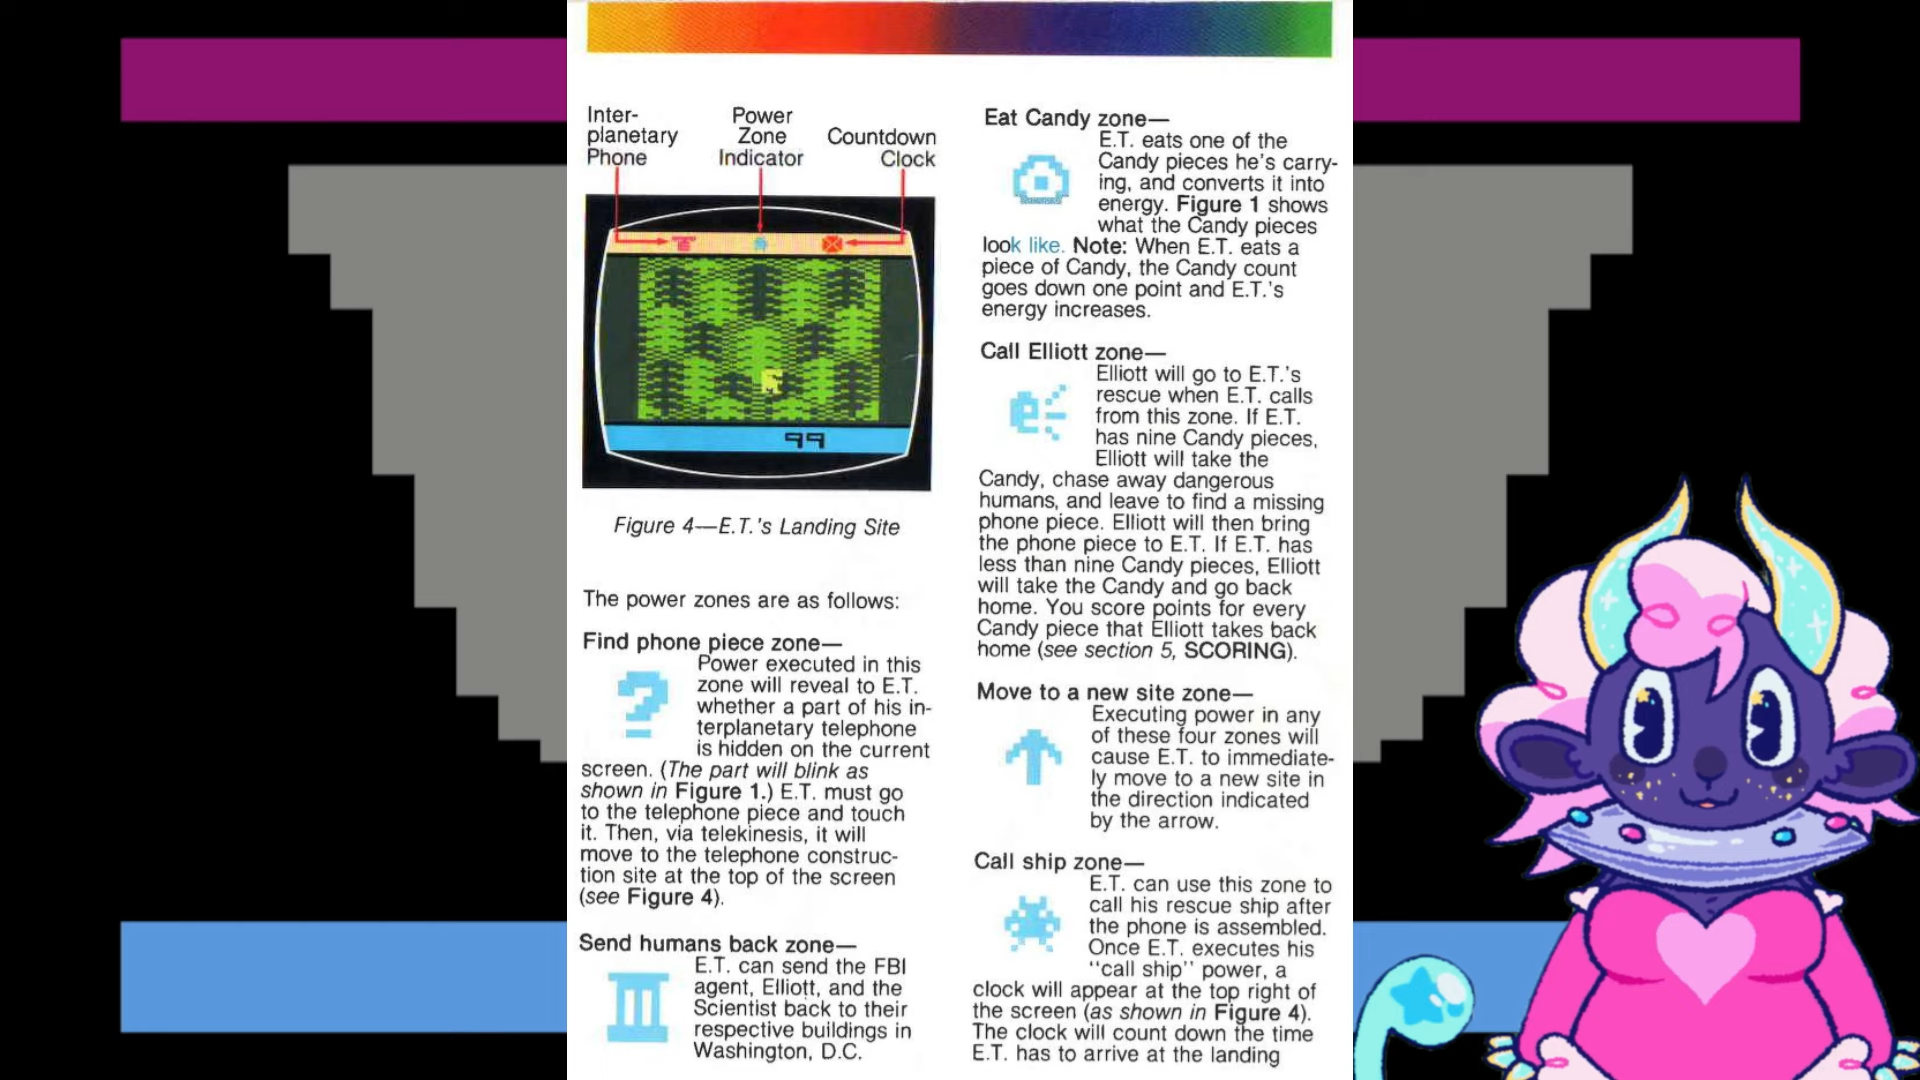 Inter-
planetary
Phone
Power
Zone
Indicator
Countdown
Clock
99
Figure 4—E.T.'s Landing Site
The power zones are as follows:
Find phone piece zone—
Power executed in this
zone will reveal to E.T.
whether a part of his in-
terplanetary telephone
is hidden on the current
screen. (The part will blink as
shown in Figure 1.) E.T. must go
to the telephone piece and touch
it. Then, via telekinesis, it will
move to the telephone construc-
tion site at the top of the screen
(see Figure 4).
Send humans back zone—
E.T. can send the FBI
agent, Elliott, and the
Scientist back to their
respective buildings in
Washington, D.C.
Eat Candy zone—
E.T. eats one of the
Candy pieces he's carry-
ing, and converts it into
energy. Figure 1 shows
what the Candy pieces
look like. Note: When E.T. eats a
piece of Candy, the Candy count
goes down one point and E.T.'s
energy increases.
Call Elliott zone—
Elliott will go to E.T.'s
rescue when E.T. calls
from this zone. If E.T.
has nine Candy pieces,
Elliott will take the
Candy, chase away dangerous
humans, and leave to find a missing
phone piece. Elliott will then bring
the phone piece to E.T. If E.T. has
less than nine Candy pieces, Elliott
will take the Candy and go back
home. You score points for every
Candy piece that Elliott takes back
home (see section 5, SCORING).
Move to a new site zone—
Executing power in any
of these four zones will
cause E.T. to immediate-
ly move to a new site in
the direction indicated
by the arrow.
Call ship zone—
E.T. can use this zone to
call his rescue ship after
the phone is assembled.
Once E.T. executes his
"call ship" power, a
clock will appear at the top right of
the screen (as shown in Figure 4).
The clock will count down the time
E.T. has to arrive at the landing